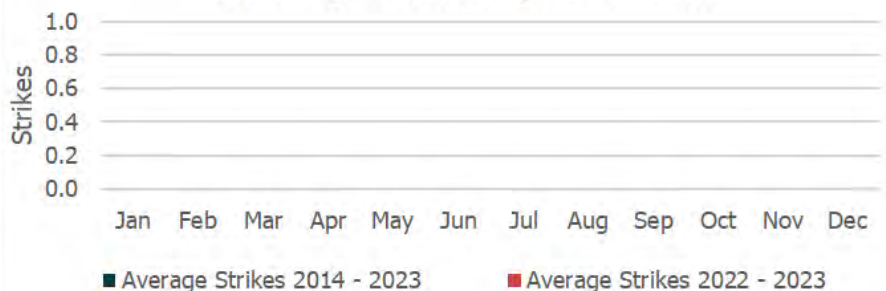 1.0
0.8
0.6
0.4
0.2
0.0
Strikes
Jan Feb Mar Apr May Jun Jul Aug Sep Oct Nov Dec
Average Strikes 2014 - 2023 Average Strikes 2022 - 2023